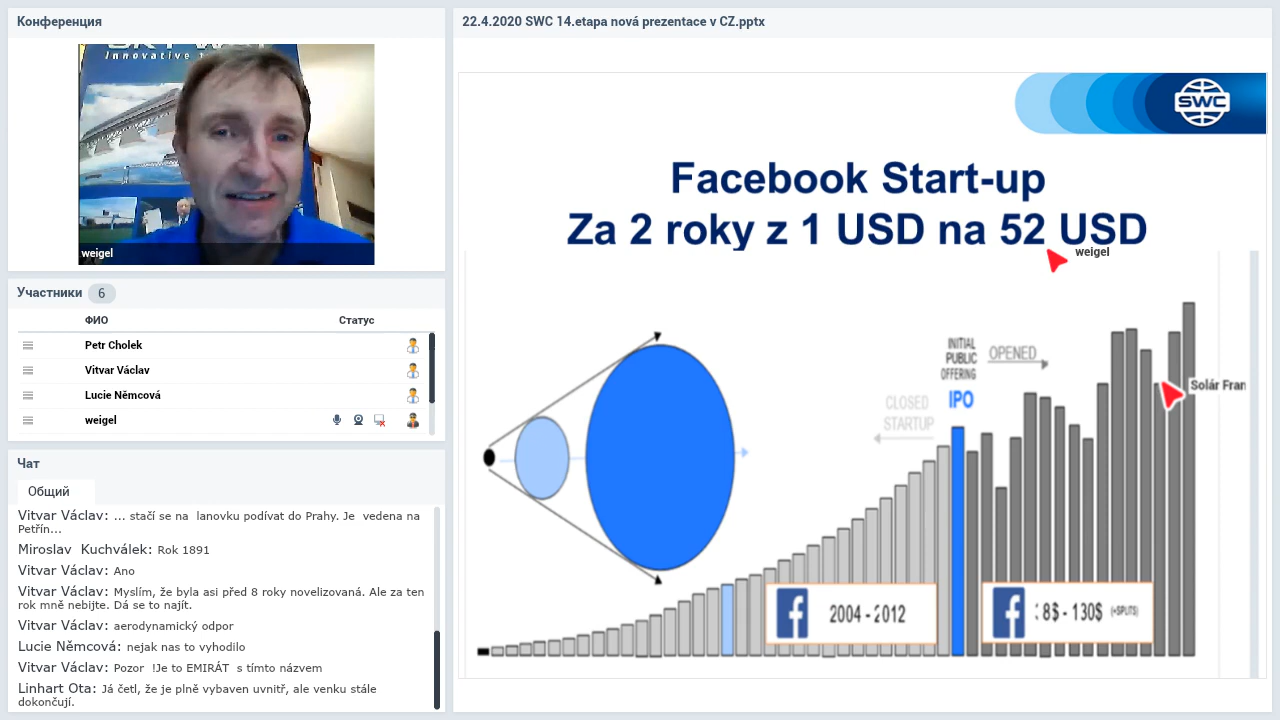 Конференция
Innovative
weigel
Участники 6
ФИО Статус
Petr Cholek
Vitvar Václav
Lucie Němcová
weigel
Чат
Общий
Vitvar Václav: ... stačí se na lanovku podívat do Prahy. Je vedena na
Petřín...
Miroslav Kuchválek: Rok 1891
Vitvar Václav: Ano
Vitvar Václav: Myslím, že byla asi před 8 roky novelizovaná. Ale za ten
rok mně nebijte. Dá se to najít.
Vitvar Václav: aerodynamický odpor
Lucie Němcová: nejak nas to vyhodilo
Vitvar Václav: Pozor !Je to EMIRÁT s tímto názvem
Linhart Ota: Já četl, že je plně vybaven uvnitř, ale venku stále
dokončují.
22.4.2020 SWC 14.etapa nová prezentace v CZ.pptx
SWC
Facebook Start-up
Za 2 roky z 1 USD na 52 USD
weigel
INITIAL
PUBLIC
OFFERING
OPENED
IPO
CLOSED
STARTUP
Solár Fran
2004 - 2012
38$ - 130$ (+SPLITS)